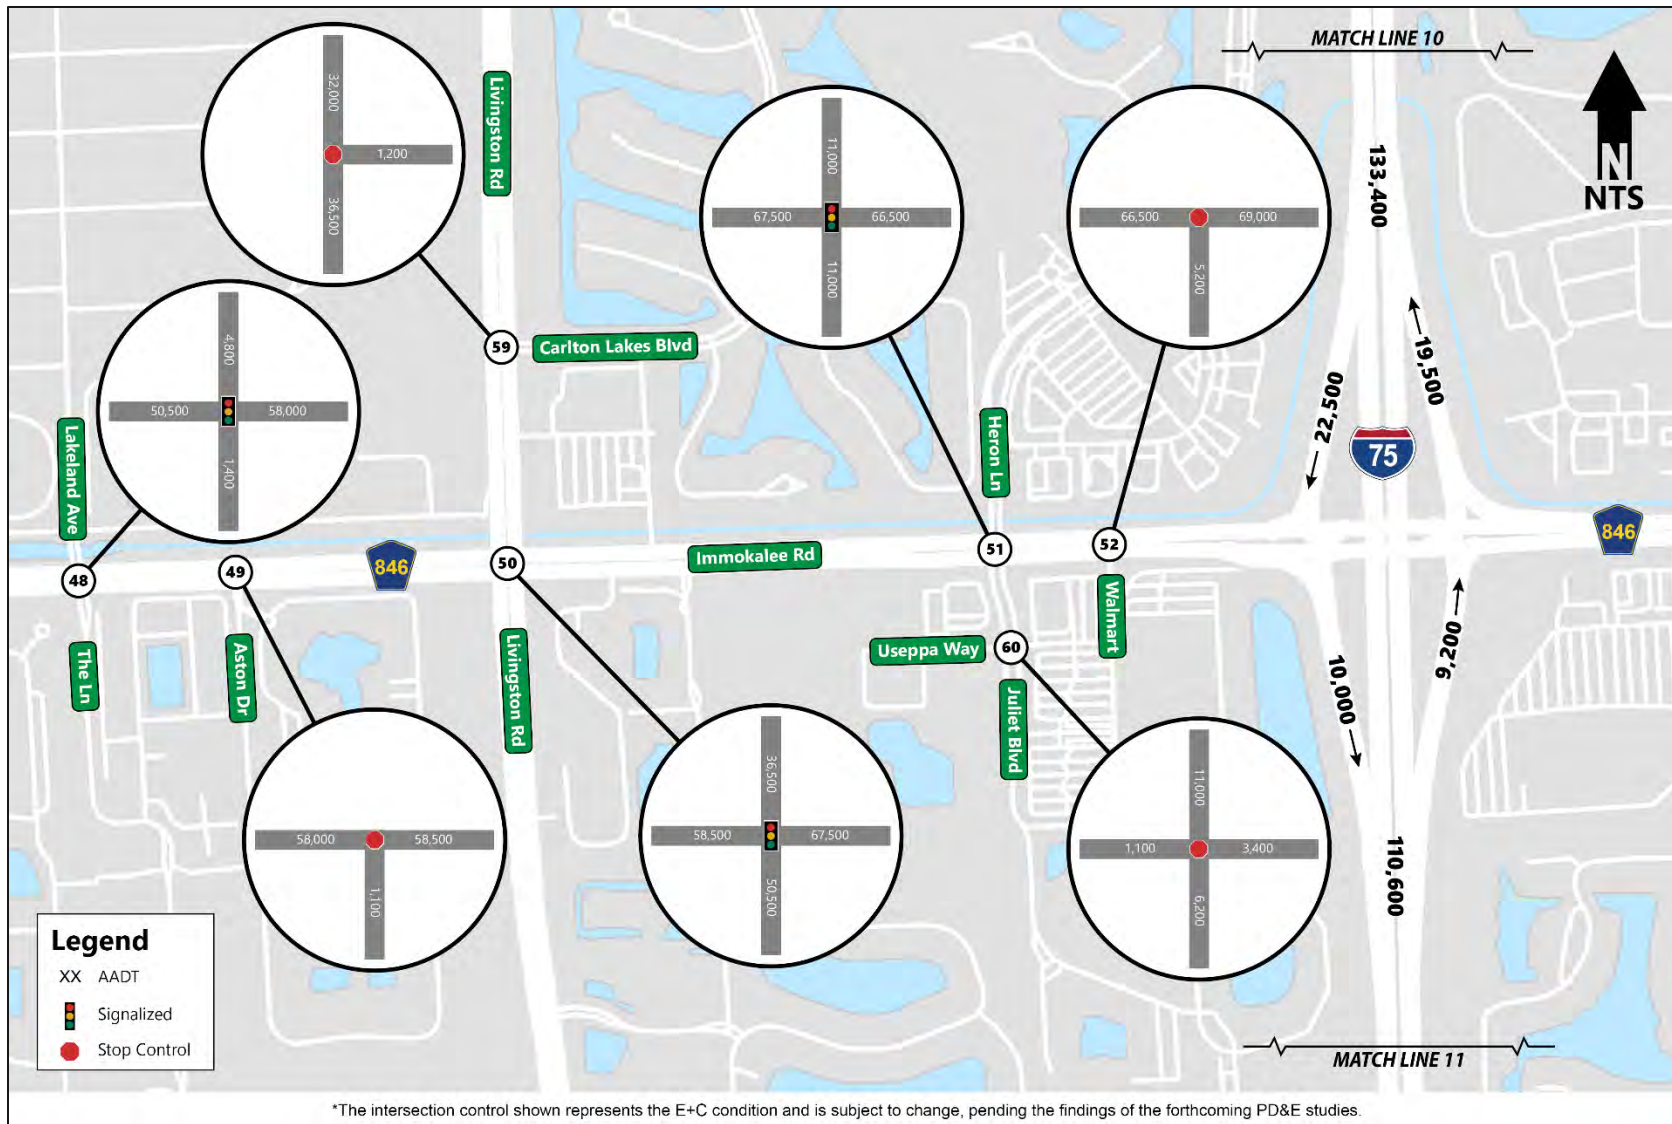 MATCH LINE 10
N
NTS
32,000
1,200
36,500
Livingston Rd
11,000
67,500
66,500
11,000
66,500
69,000
5,200
133,400
59
Carlton Lakes Blvd
4,800
50,500
58,000
1,400
Lakeland Ave
Heron Ln
22,500
19,500
75
48
49
846
50
Immokalee Rd
51
52
846
The Ln
Aston Dr
Livingston Rd
Useppa Way
60
Juliet Blvd
Walmart
10,000
9,200
58,000
58,500
1,100
36,500
58,500
67,500
50,500
11,000
1,100
3,400
6,200
110,600
Legend
XX AADT
Signalized
Stop Control
MATCH LINE 11
*The intersection control shown represents the E+C condition and is subject to change, pending the findings of the forthcoming PD&E studies.